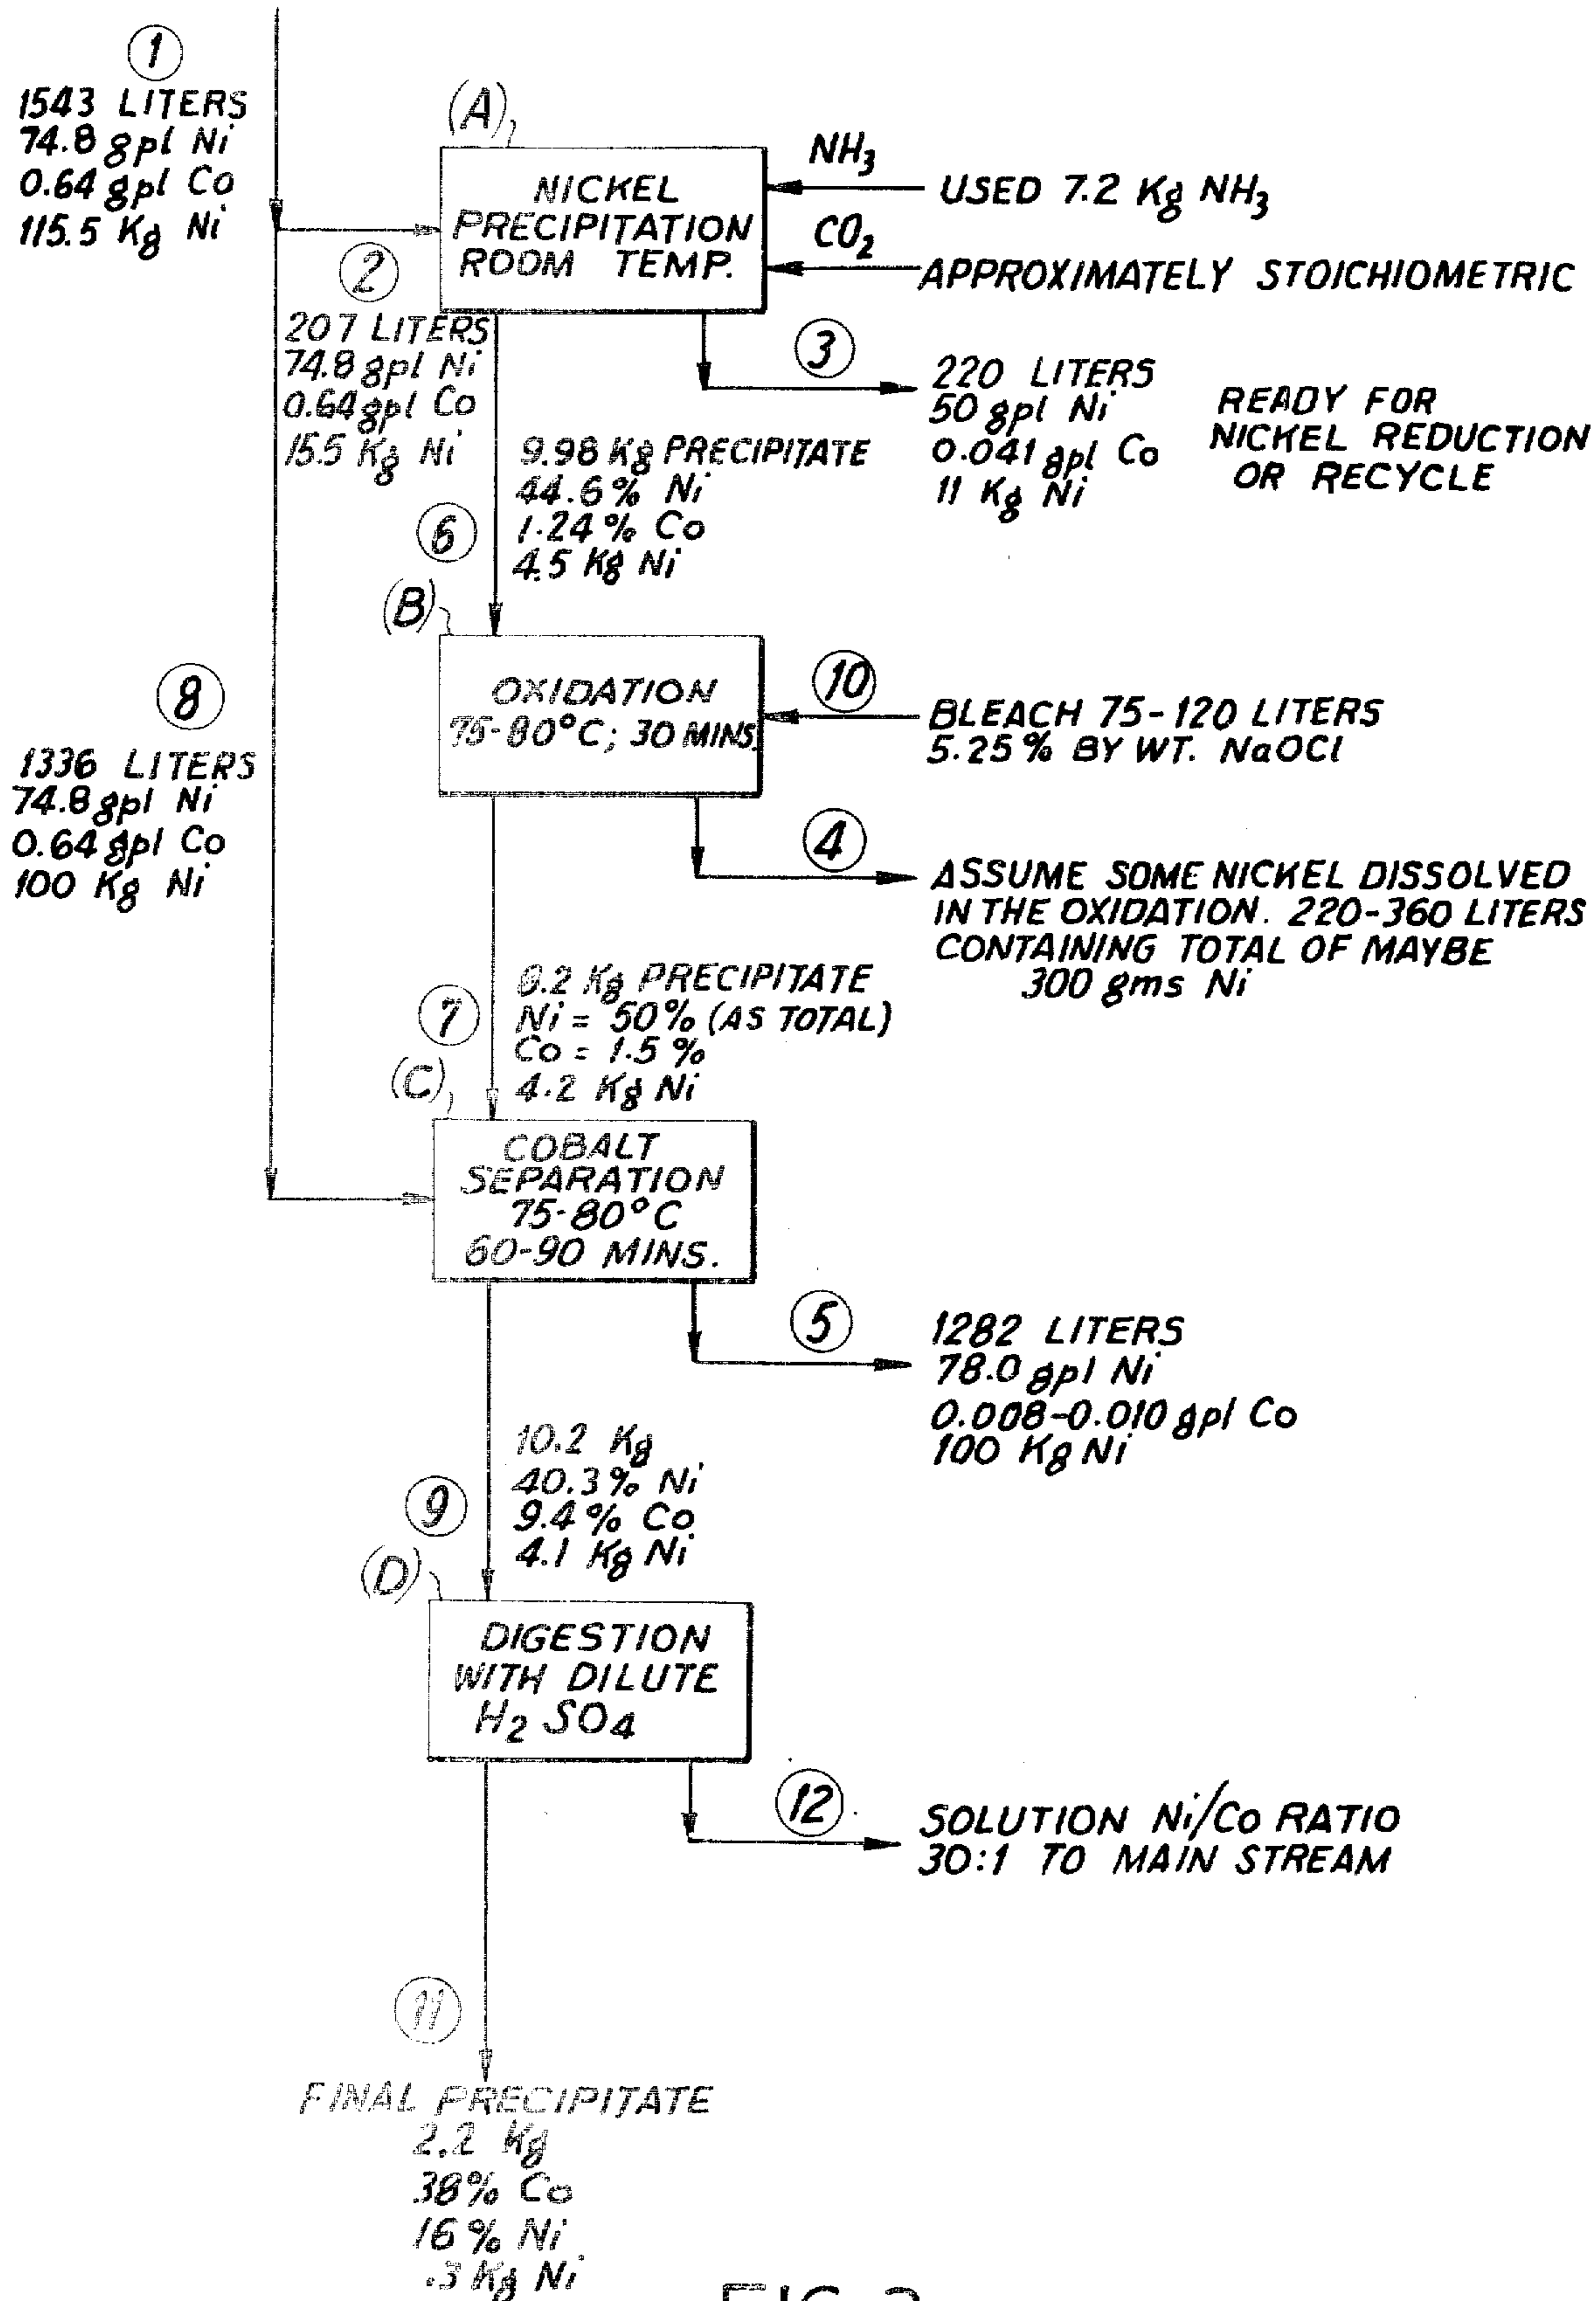 1
1543 LITERS
74.8 gpl Ni
0.64 gpl Co
115.5 Kg Ni
(A)
NICKEL
PRECIPITATION
ROOM TEMP.
NH3
USED 7.2 Kg NH3
CO2
APPROXIMATELY STOICHIOMETRIC
2
207 LITERS
74.8 gpl Ni
0.64 gpl Co
15.5 Kg Ni
3
220 LITERS
50 gpl Ni
0.041 gpl Co
11 Kg Ni
READY FOR
NICKEL REDUCTION
OR RECYCLE
6
9.98 Kg PRECIPITATE
44.6% Ni
1.24% Co
4.5 Kg Ni
(B)
OXIDATION
75-80°C; 30 MINS.
10
BLEACH 75-120 LITERS
5.25% BY WT. NaOCl
8
1336 LITERS
74.8 gpl Ni
0.64 gpl Co
100 Kg Ni
4
ASSUME SOME NICKEL DISSOLVED
IN THE OXIDATION. 220-360 LITERS
CONTAINING TOTAL OF MAYBE
300 gms Ni
7
Kg PRECIPITATE
Ni = 50% (AS TOTAL)
Co = 1.5%
4.2 Kg Ni
(C)
COBALT
SEPARATION
75-80°C
60-90 MINS.
5
1282 LITERS
78.0 gpl Ni
0.008-0.010 gpl Co
100 Kg Ni
9
10.2 Kg
40.3% Ni
9.4% Co
4.1 Kg Ni
(D)
DIGESTION
WITH DILUTE
H2 SO4
12
SOLUTION Ni/Co RATIO
30:1 TO MAIN STREAM
11
FINAL PRECIPITATE
2.2 Kg
38% Co
16% Ni
.3 Kg Ni